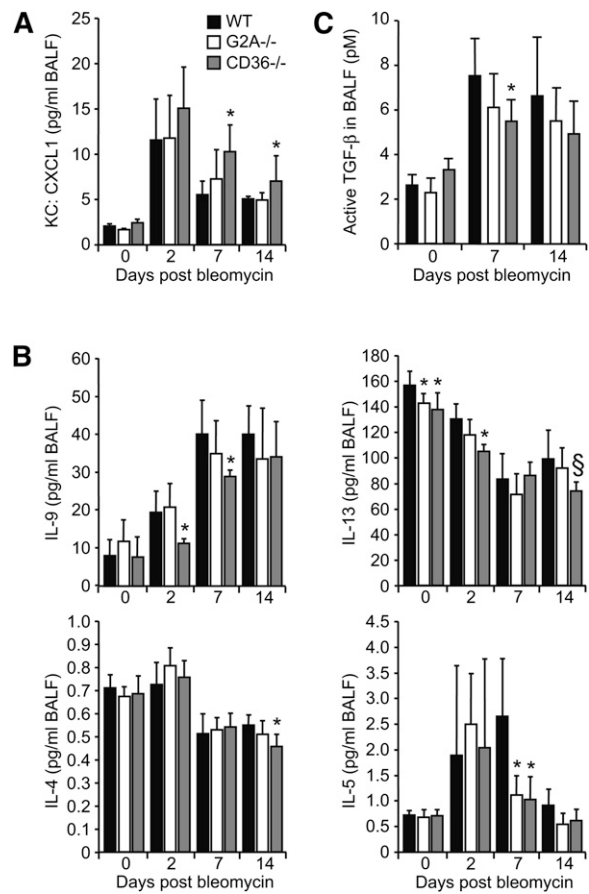 A
WT
G2A-/-
CD36-/-
KC: CXCL1 (pg/ml BALF)
25
20
15
10
5
0
* *
0 2 7 14
Days post bleomycin
C
Active TGF-β in BALF (pM)
10
8
6
4
2
0
*
0 7 14
Days post bleomycin
B
IL-9 (pg/ml BALF)
60
50
40
30
20
10
0
* *
0 2 7 14
IL-13 (pg/ml BALF)
180
160
140
120
100
80
60
40
20
0
* * * §
0 2 7 14
IL-4 (pg/ml BALF)
1.0
0.9
0.8
0.7
0.6
0.5
0.4
0.3
0.2
0.1
0
*
0 2 7 14
Days post bleomycin
IL-5 (pg/ml BALF)
4.5
4.0
3.5
3.0
2.5
2.0
1.5
1.0
0.5
0
* *
0 2 7 14
Days post bleomycin